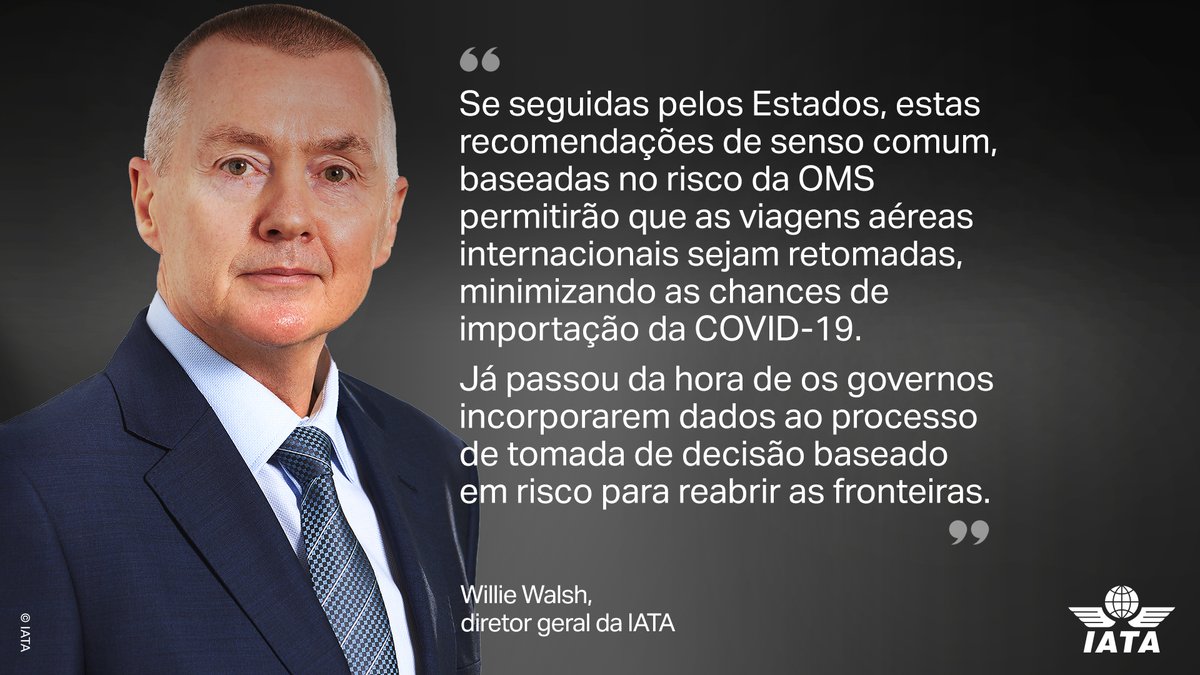 “
Se seguidas pelos Estados, estas
recomendações de senso comum,
baseadas no risco da OMS
permitirão que as viagens aéreas
internacionais sejam retomadas,
minimizando as chances de
importação da COVID-19.
Já passou da hora de os governos
incorporarem dados ao processo
de tomada de decisão baseado
em risco para reabrir as fronteiras.
”
Willie Walsh,
diretor geral da IATA
© IATA
IATA